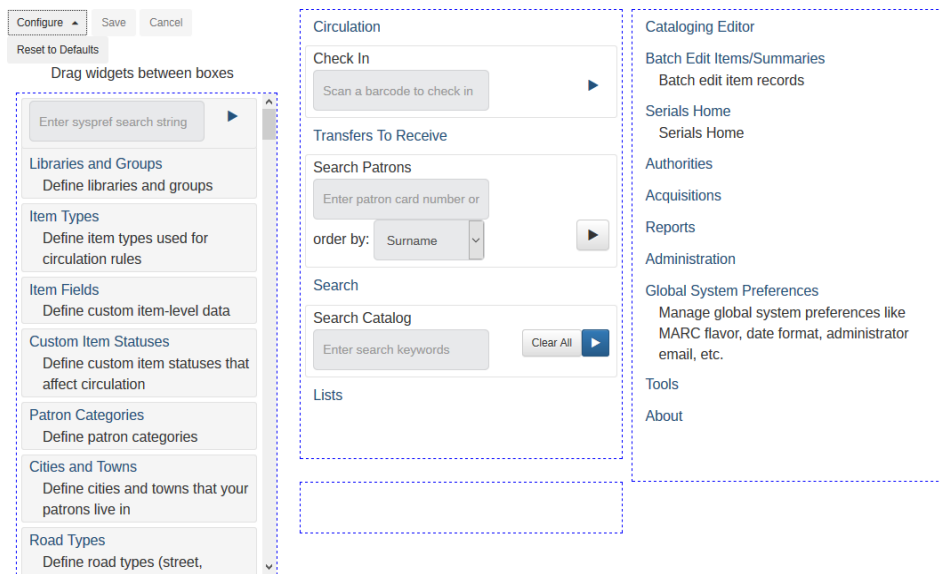 Configure
Save
Cancel
Reset to Defaults
Drag widgets between boxes
Enter syspref search string
Libraries and Groups
Define libraries and groups
Item Types
Define item types used for
circulation rules
Item Fields
Define custom item-level data
Custom Item Statuses
Define custom item statuses that
affect circulation
Patron Categories
Define patron categories
Cities and Towns
Define cities and towns that your
patrons live in
Road Types
Define road types (street,
Circulation
Check In
Scan a barcode to check in
Transfers To Receive
Search Patrons
Enter patron card number or
order by: Surname
Search
Search Catalog
Enter search keywords
Clear All
Lists
Cataloging Editor
Batch Edit Items/Summaries
Batch edit item records
Serials Home
Serials Home
Authorities
Acquisitions
Reports
Administration
Global System Preferences
Manage global system preferences like
MARC flavor, date format, administrator
email, etc.
Tools
About